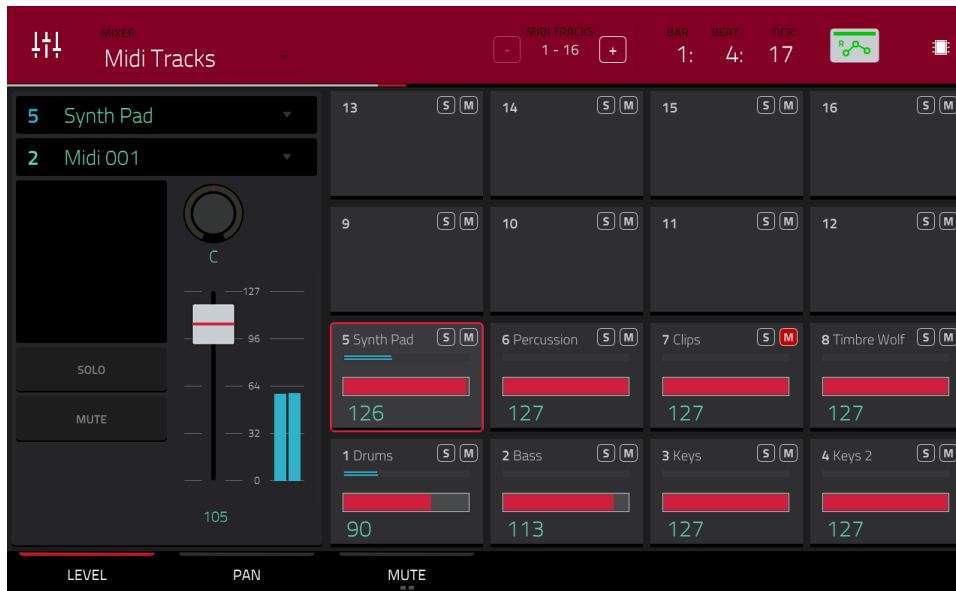 MIXER
Midi Tracks
MIDI TRACKS
- 1 - 16 +
BAR BEAT TICK
1: 4: 17
R
5 Synth Pad
2 Midi 001
C
127
96
64
32
0
105
SOLO
MUTE
13 S M
14 S M
15 S M
16 S M
9 S M
10 S M
11 S M
12 S M
5 Synth Pad S M
126
6 Percussion S M
127
7 Clips S M
127
8 Timbre Wolf S M
127
1 Drums S M
90
2 Bass S M
113
3 Keys S M
127
4 Keys 2 S M
127
LEVEL PAN MUTE